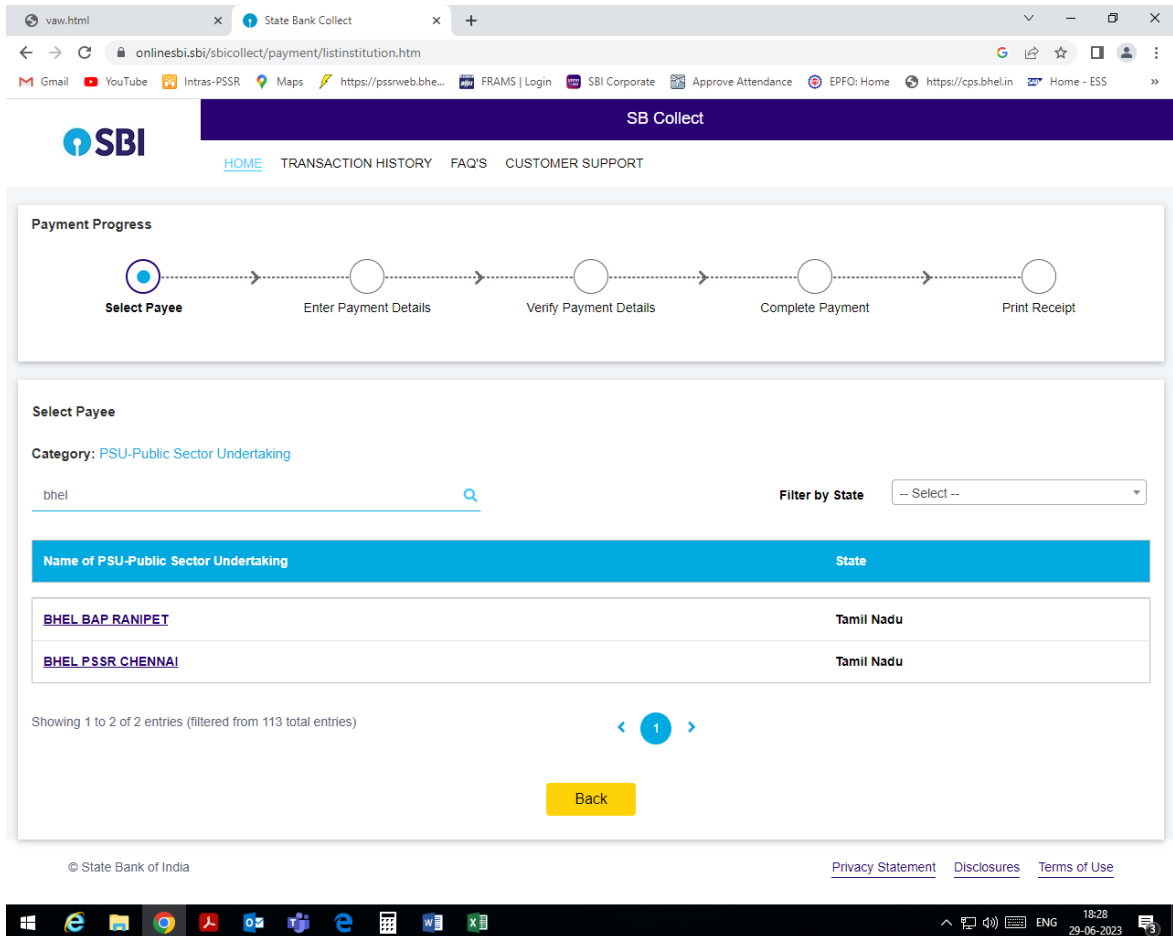 vaw.html
State Bank Collect
onlinesbi.sbi/sbicollect/payment/listinstitution.htm
Gmail YouTube Intras-PSSR Maps https://pssrweb.bhe... FRAMS | Login SBI Corporate Approve Attendance EPFO: Home https://cps.bhel.in Home - ESS »
SB Collect
SBI
HOME TRANSACTION HISTORY FAQ'S CUSTOMER SUPPORT
Payment Progress
Select Payee Enter Payment Details Verify Payment Details Complete Payment Print Receipt
Select Payee
Category: PSU-Public Sector Undertaking
bhel
Filter by State -- Select --
Name of PSU-Public Sector Undertaking State
BHEL BAP RANIPET Tamil Nadu
BHEL PSSR CHENNAI Tamil Nadu
Showing 1 to 2 of 2 entries (filtered from 113 total entries)
1
Back
© State Bank of India Privacy Statement Disclosures Terms of Use
ENG 18:28
29-06-2023 3